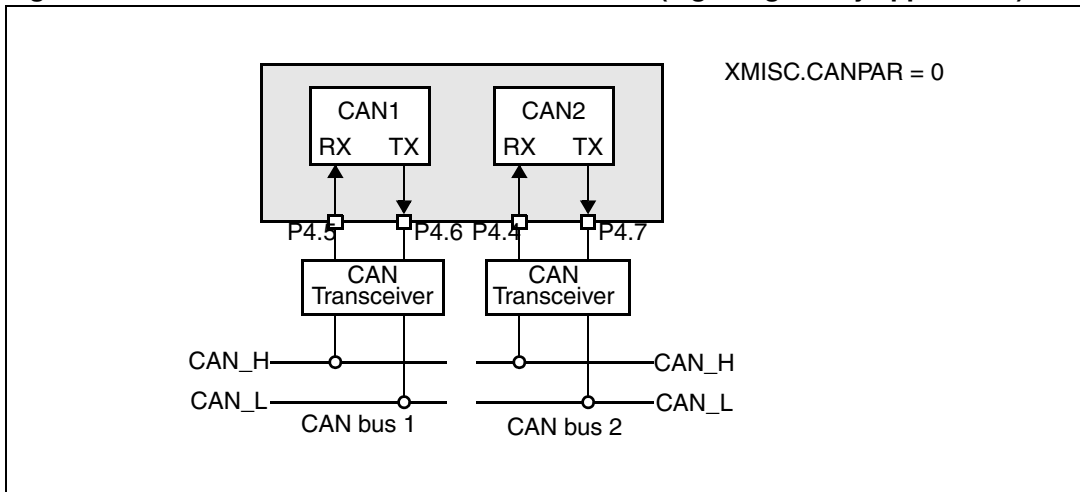 XMISC.CANPAR = 0
CAN1
CAN2
RX TX
RX TX
P4.5
P4.6
P4.4
P4.7
CAN
Transceiver
CAN
Transceiver
CAN_H
CAN_H
CAN_L
CAN_L
CAN bus 1
CAN bus 2